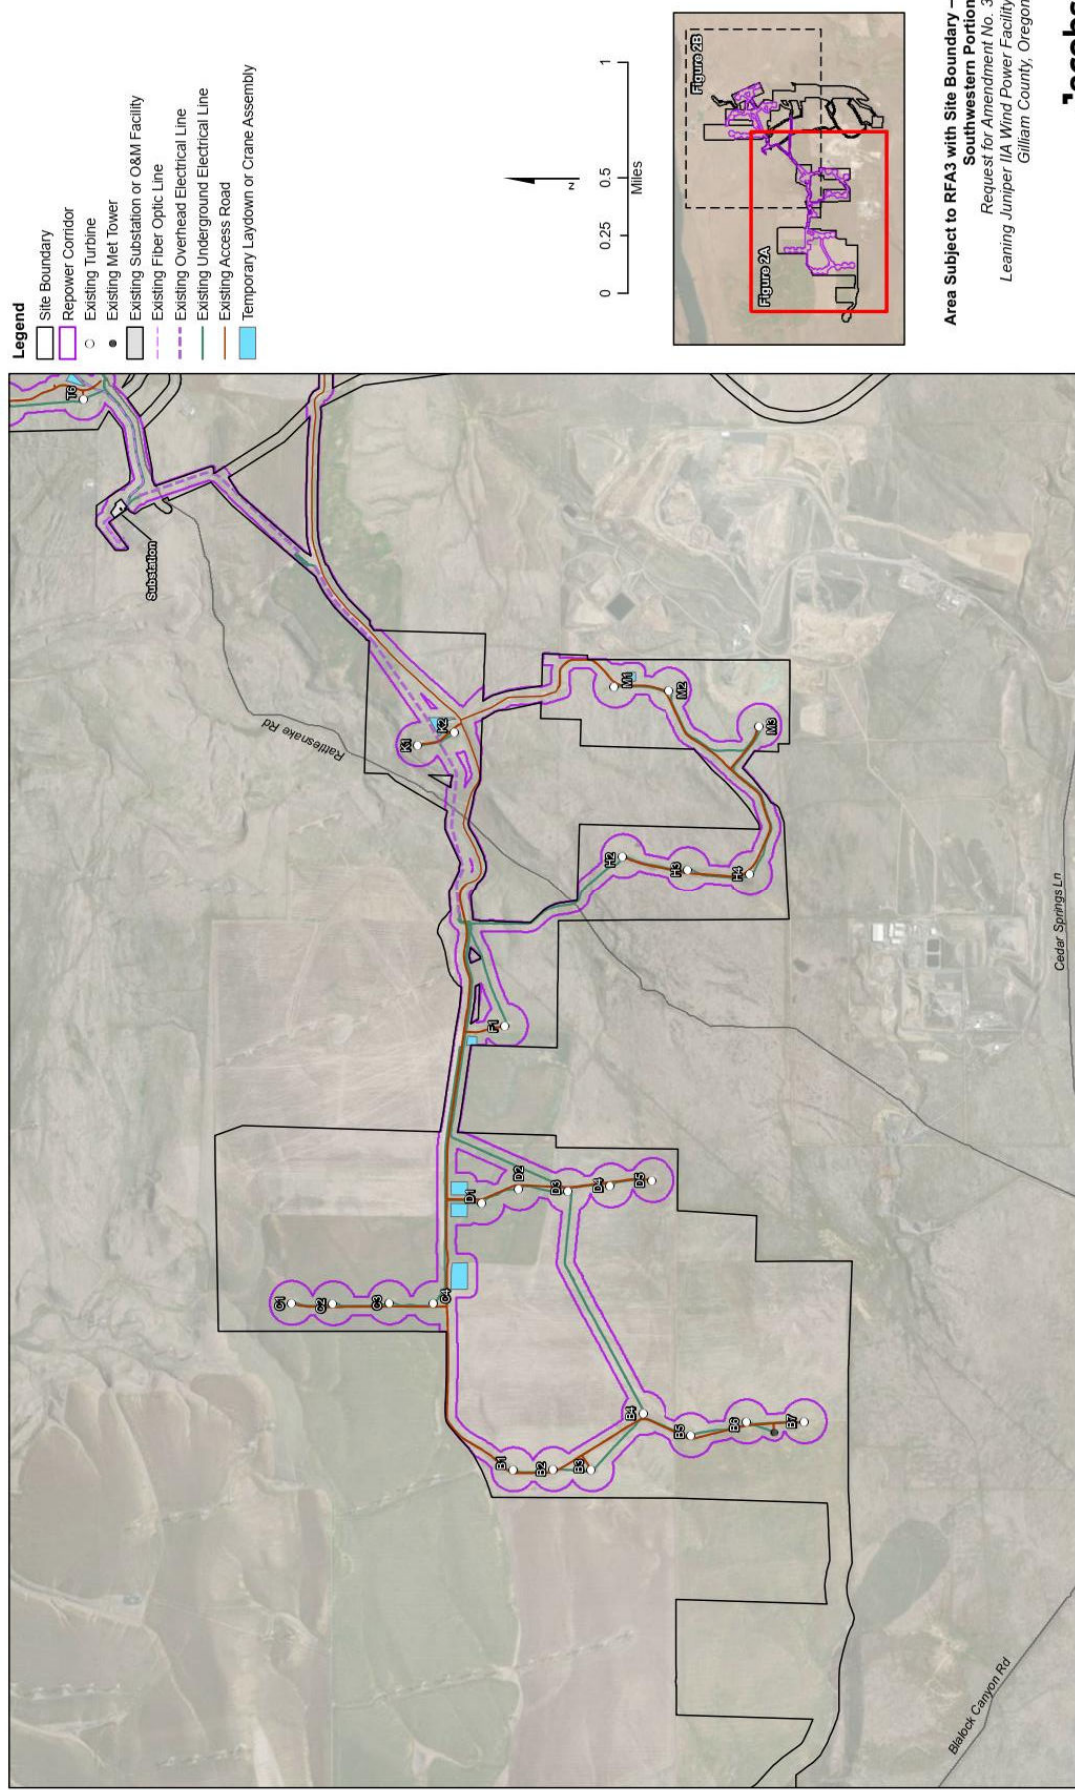 Legend
Site Boundary
Repower Corridor
Existing Turbine
Existing Met Tower
Existing Substation or O&M Facility
Existing Fiber Optic Line
Existing Overhead Electrical Line
Existing Underground Electrical Line
Existing Access Road
Temporary Laydown or Crane Assembly
N
0 0.25 0.5 1
Miles
Figure 2A
Figure 2B
Area Subject to RFA3 with Site Boundary –
Southwestern Portion
Request for Amendment No. 3
Leaning Juniper IIA Wind Power Facility
Gilliam County, Oregon
Jacobs
T6
Substation
Rattlesnake Rd
K1
K2
M1
M2
M3
H2
H3
H4
F1
C1
C2
C3
C4
D1
D2
D3
D4
D5
B1
B2
B3
B4
B5
B6
B7
Cedar Springs Ln
Blalock Canyon Rd